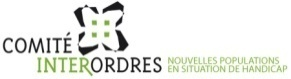 COMITÉ
INTERORDRES
NOUVELLES POPULATIONS
EN SITUATION DE HANDICAP